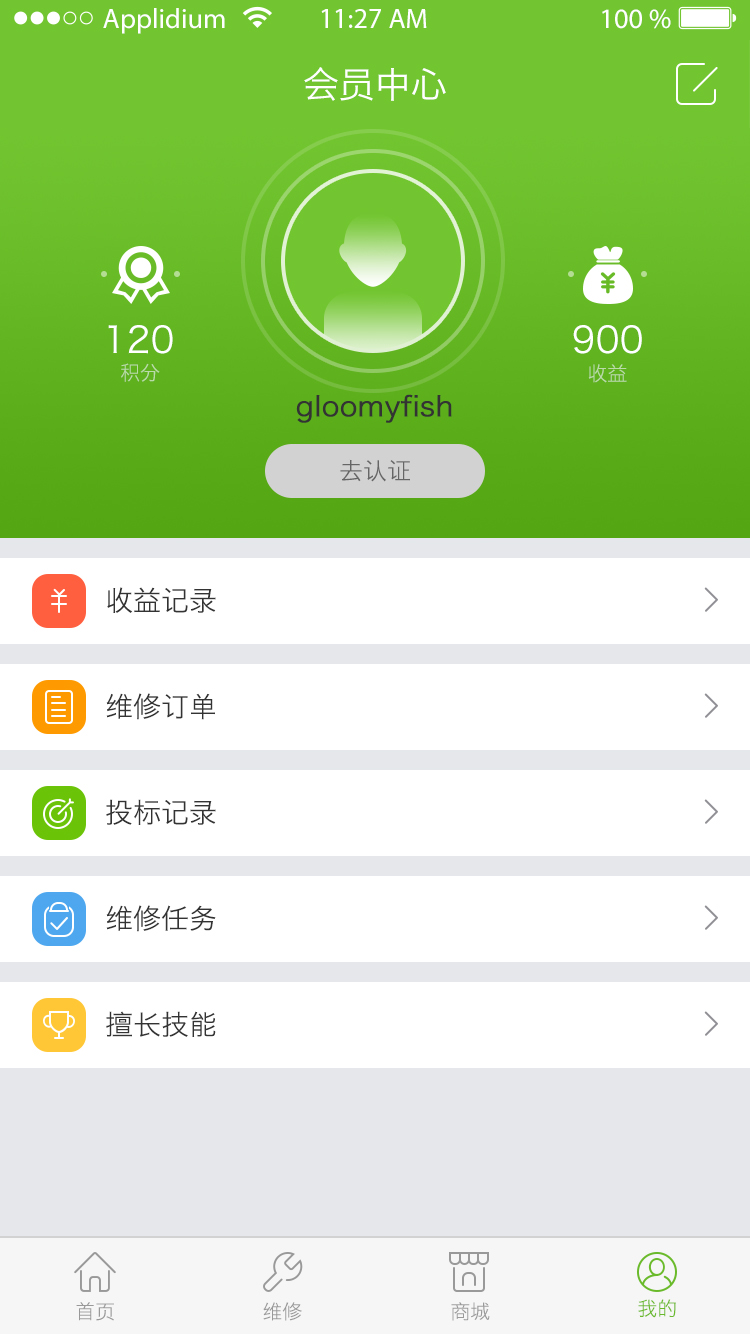 Applidium 11:27 AM 100 %
会员中心
120
积分
900
收益
gloomyfish
去认证
收益记录
维修订单
投标记录
维修任务
擅长技能
首页
维修
商城
我的